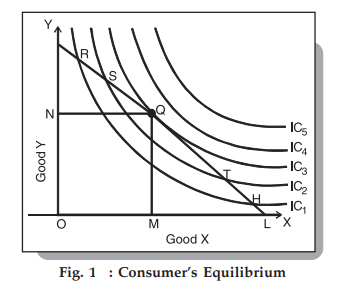 Y
R
S
N
Q
IC5
IC4
IC3
IC2
IC1
T
H
Good Y
O
M
L
X
Good X
Fig. 1 : Consumer's Equilibrium